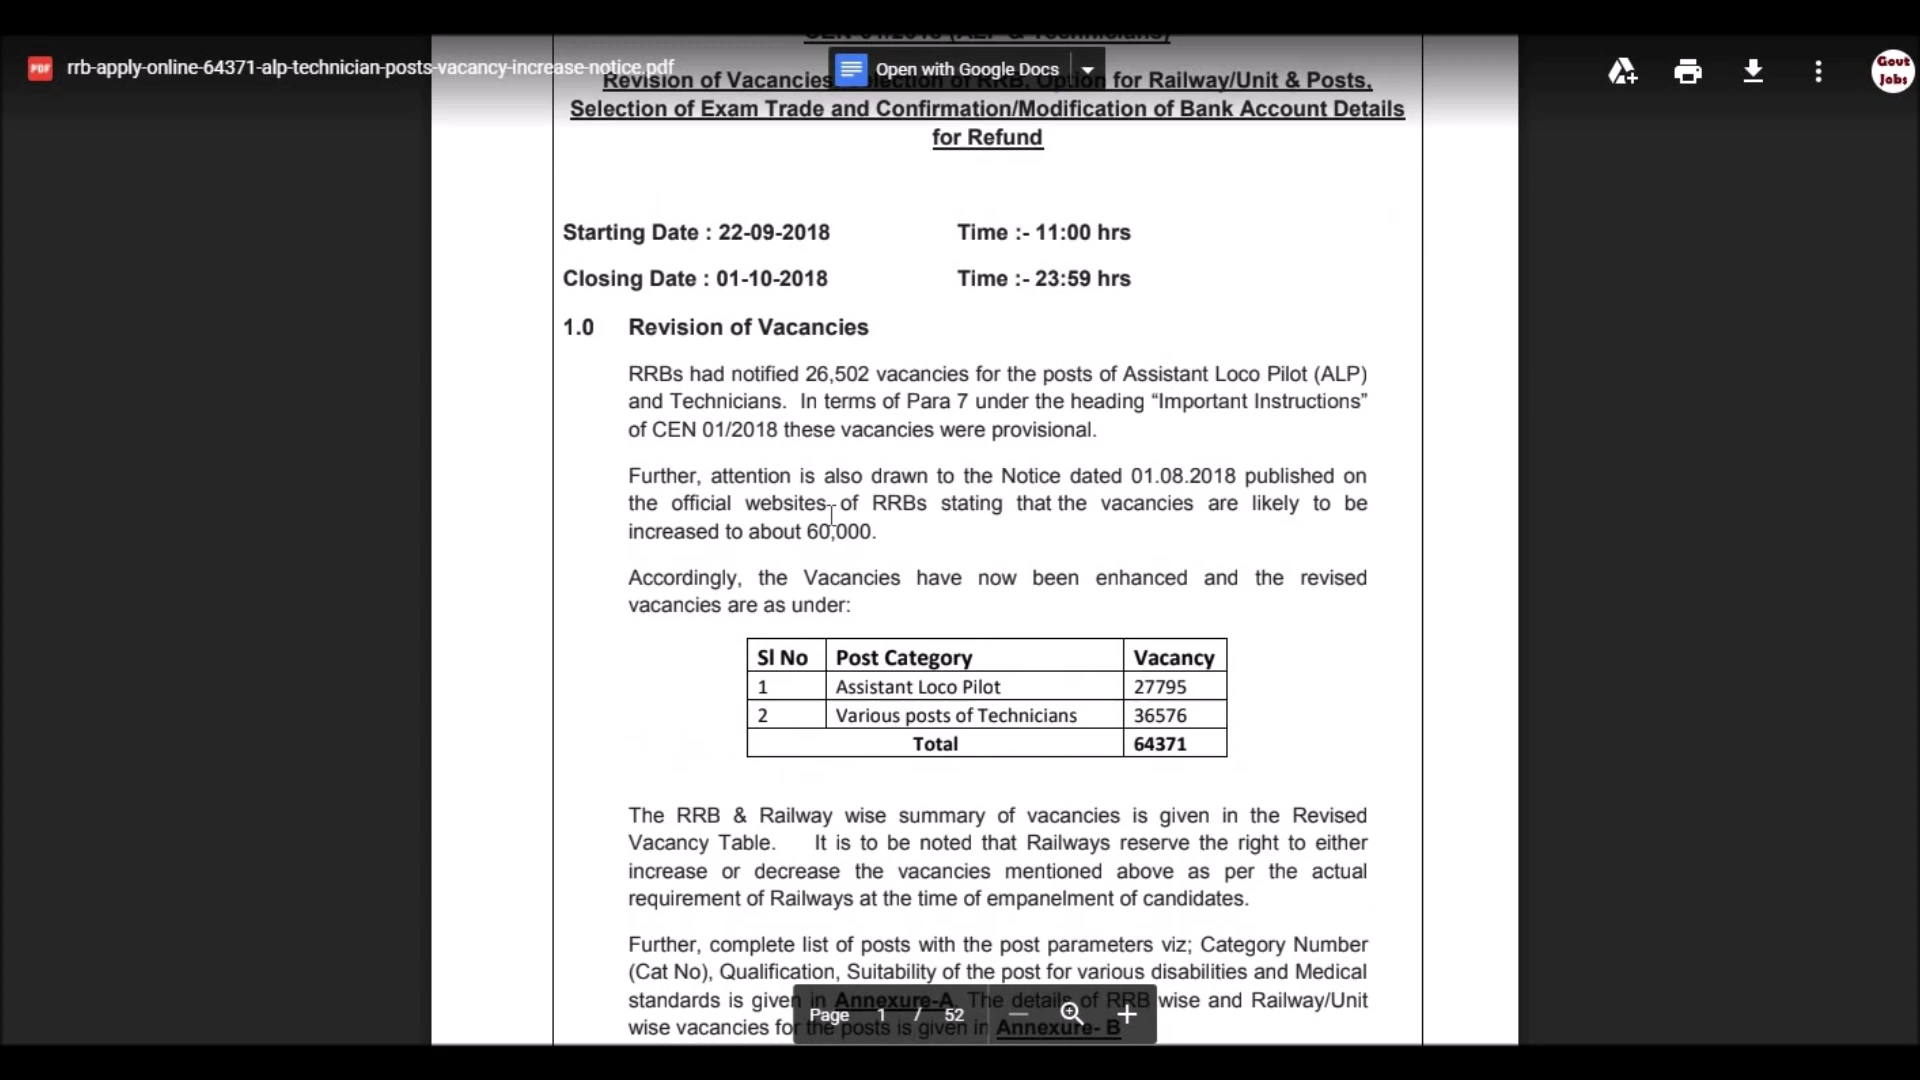 CEN 01/2018 (ALP & Technicians)
rrb-apply-online-64371-alp-technician-posts-vacancy-increase-notice.pdf
PDF
Open with Google Docs
Govt
Jobs
Revision of Vacancies, Selection of RRB, Option for Railway/Unit & Posts,
Selection of Exam Trade and Confirmation/Modification of Bank Account Details
for Refund
Starting Date : 22-09-2018 Time :- 11:00 hrs
Closing Date : 01-10-2018 Time :- 23:59 hrs
1.0 Revision of Vacancies
RRBs had notified 26,502 vacancies for the posts of Assistant Loco Pilot (ALP)
and Technicians. In terms of Para 7 under the heading “Important Instructions”
of CEN 01/2018 these vacancies were provisional.
Further, attention is also drawn to the Notice dated 01.08.2018 published on
the official websites of RRBs stating that the vacancies are likely to be
increased to about 60,000.
Accordingly, the Vacancies have now been enhanced and the revised
vacancies are as under:
Sl No Post Category Vacancy
1 Assistant Loco Pilot 27795
2 Various posts of Technicians 36576
Total 64371
The RRB & Railway wise summary of vacancies is given in the Revised
Vacancy Table. It is to be noted that Railways reserve the right to either
increase or decrease the vacancies mentioned above as per the actual
requirement of Railways at the time of empanelment of candidates.
Further, complete list of posts with the post parameters viz; Category Number
(Cat No), Qualification, Suitability of the post for various disabilities and Medical
standards is given in Annexure-A. The details of RRB wise and Railway/Unit
wise vacancies for the posts is given in Annexure- B
Page 1 / 52